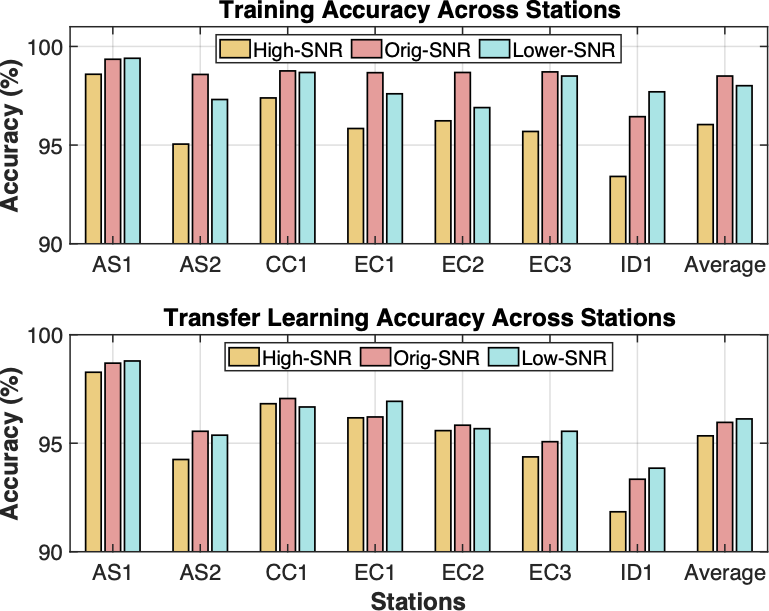 Training Accuracy Across Stations
High-SNR Orig-SNR Lower-SNR
Accuracy (%)
100
95
90
AS1 AS2 CC1 EC1 EC2 EC3 ID1 Average
Transfer Learning Accuracy Across Stations
High-SNR Orig-SNR Low-SNR
Accuracy (%)
100
95
90
AS1 AS2 CC1 EC1 EC2 EC3 ID1 Average
Stations